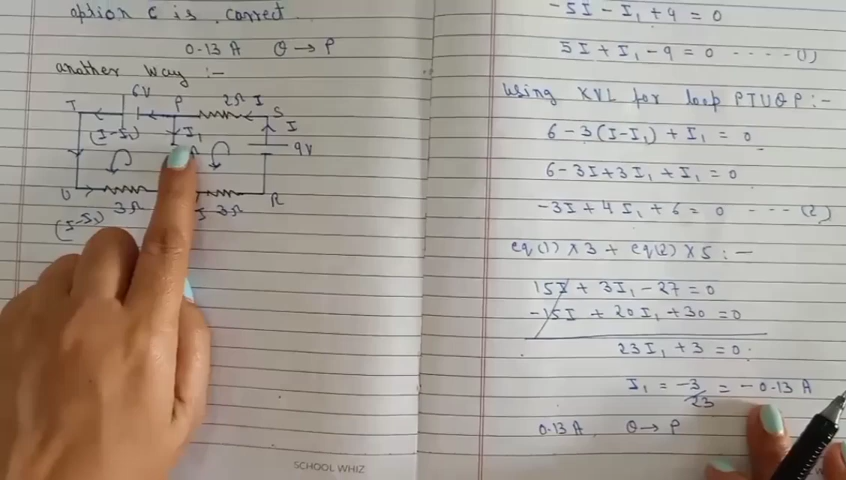 option C is correct
0.13 A Q → P
another way :-
6V
T P 2Ω I S
(I-I₁) I₁ I
9V
U 3Ω I 3Ω R
(I-I₁)
-5I - I₁ + 9 = 0
5I + I₁ - 9 = 0 ----- (1)
using KVL for loop PTUQP :-
6 - 3(I-I₁) + I₁ = 0
6 - 3I + 3I₁ + I₁ = 0
-3I + 4I₁ + 6 = 0 ---- (2)
eq(1) x 3 + eq(2) x 5 :-
15I + 3I₁ - 27 = 0
-15I + 20I₁ + 30 = 0
23I₁ + 3 = 0
I₁ = -3/23 = -0.13 A
0.13 A Q → P
SCHOOL WHIZ